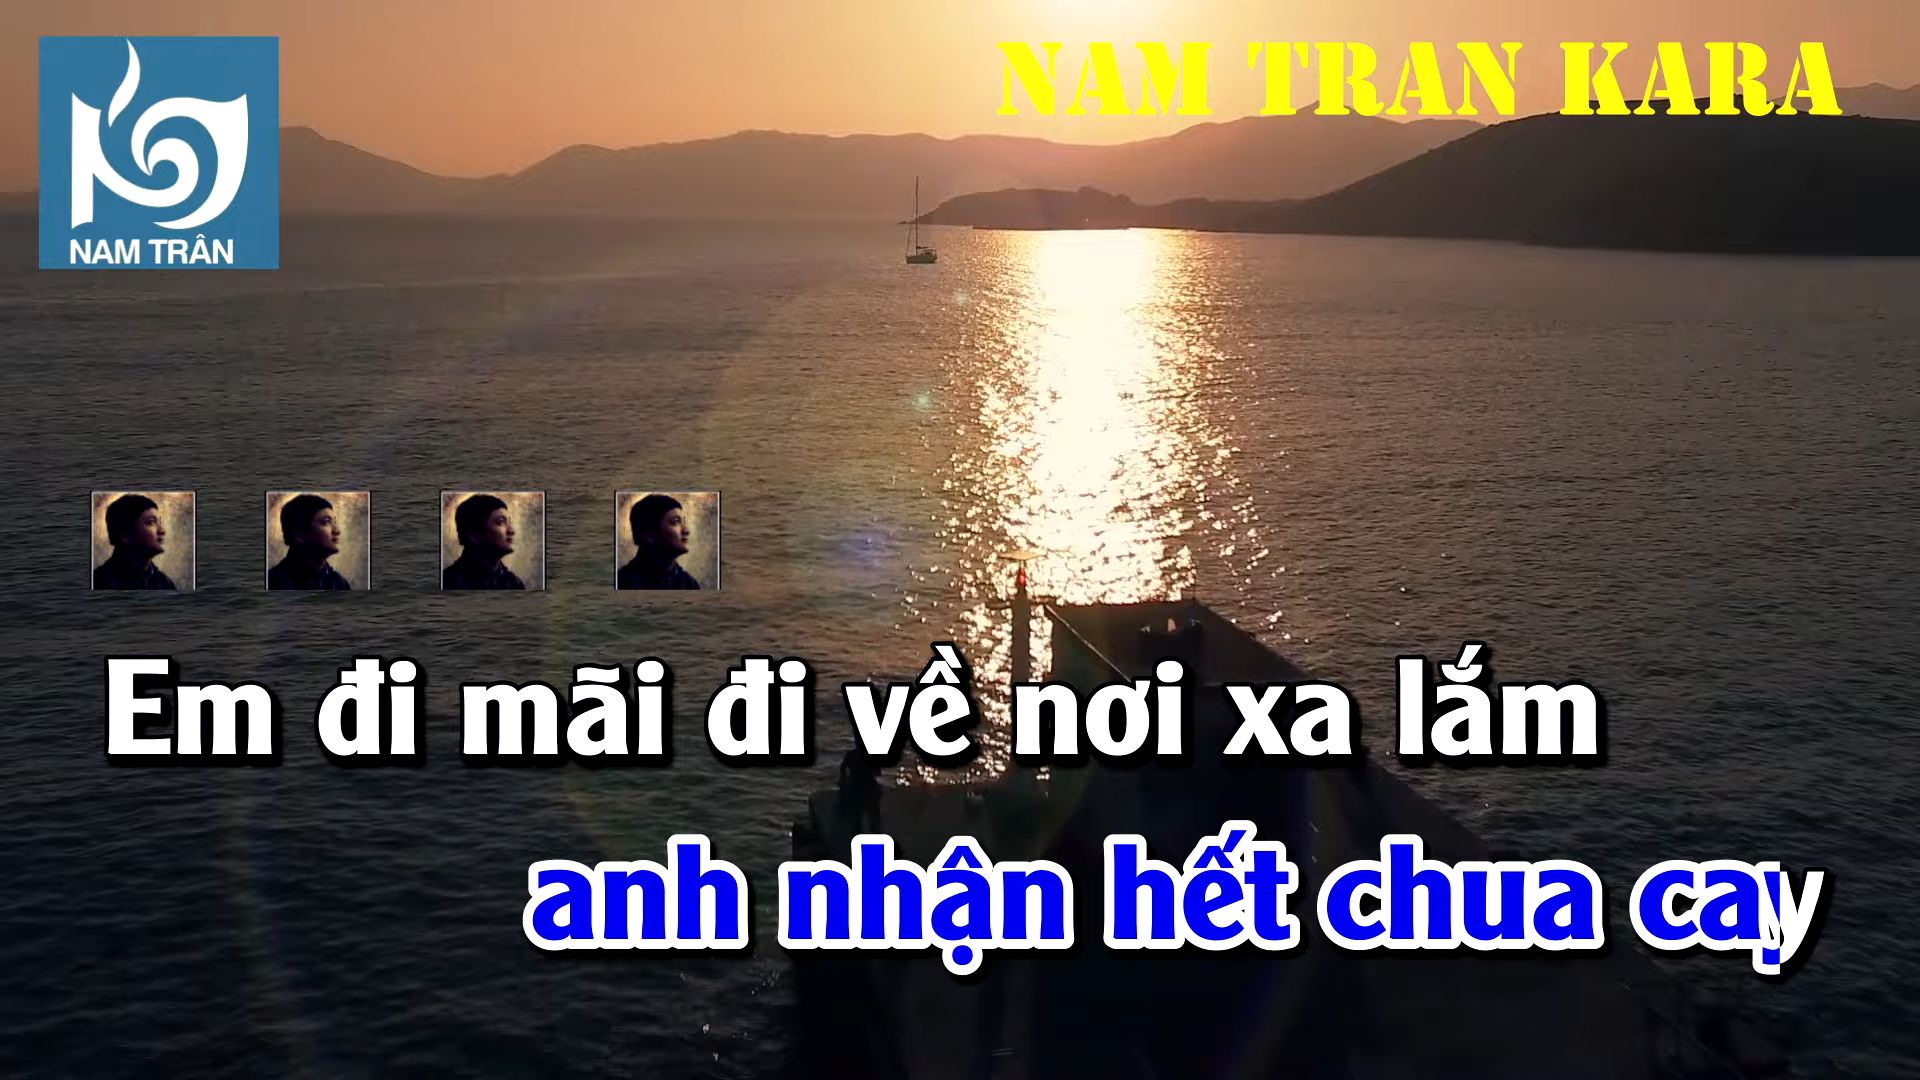 NAM TRAN KARA
NAM TRÂN
Em đi mãi đi về nơi xa lắm
anh nhận hết chua cay